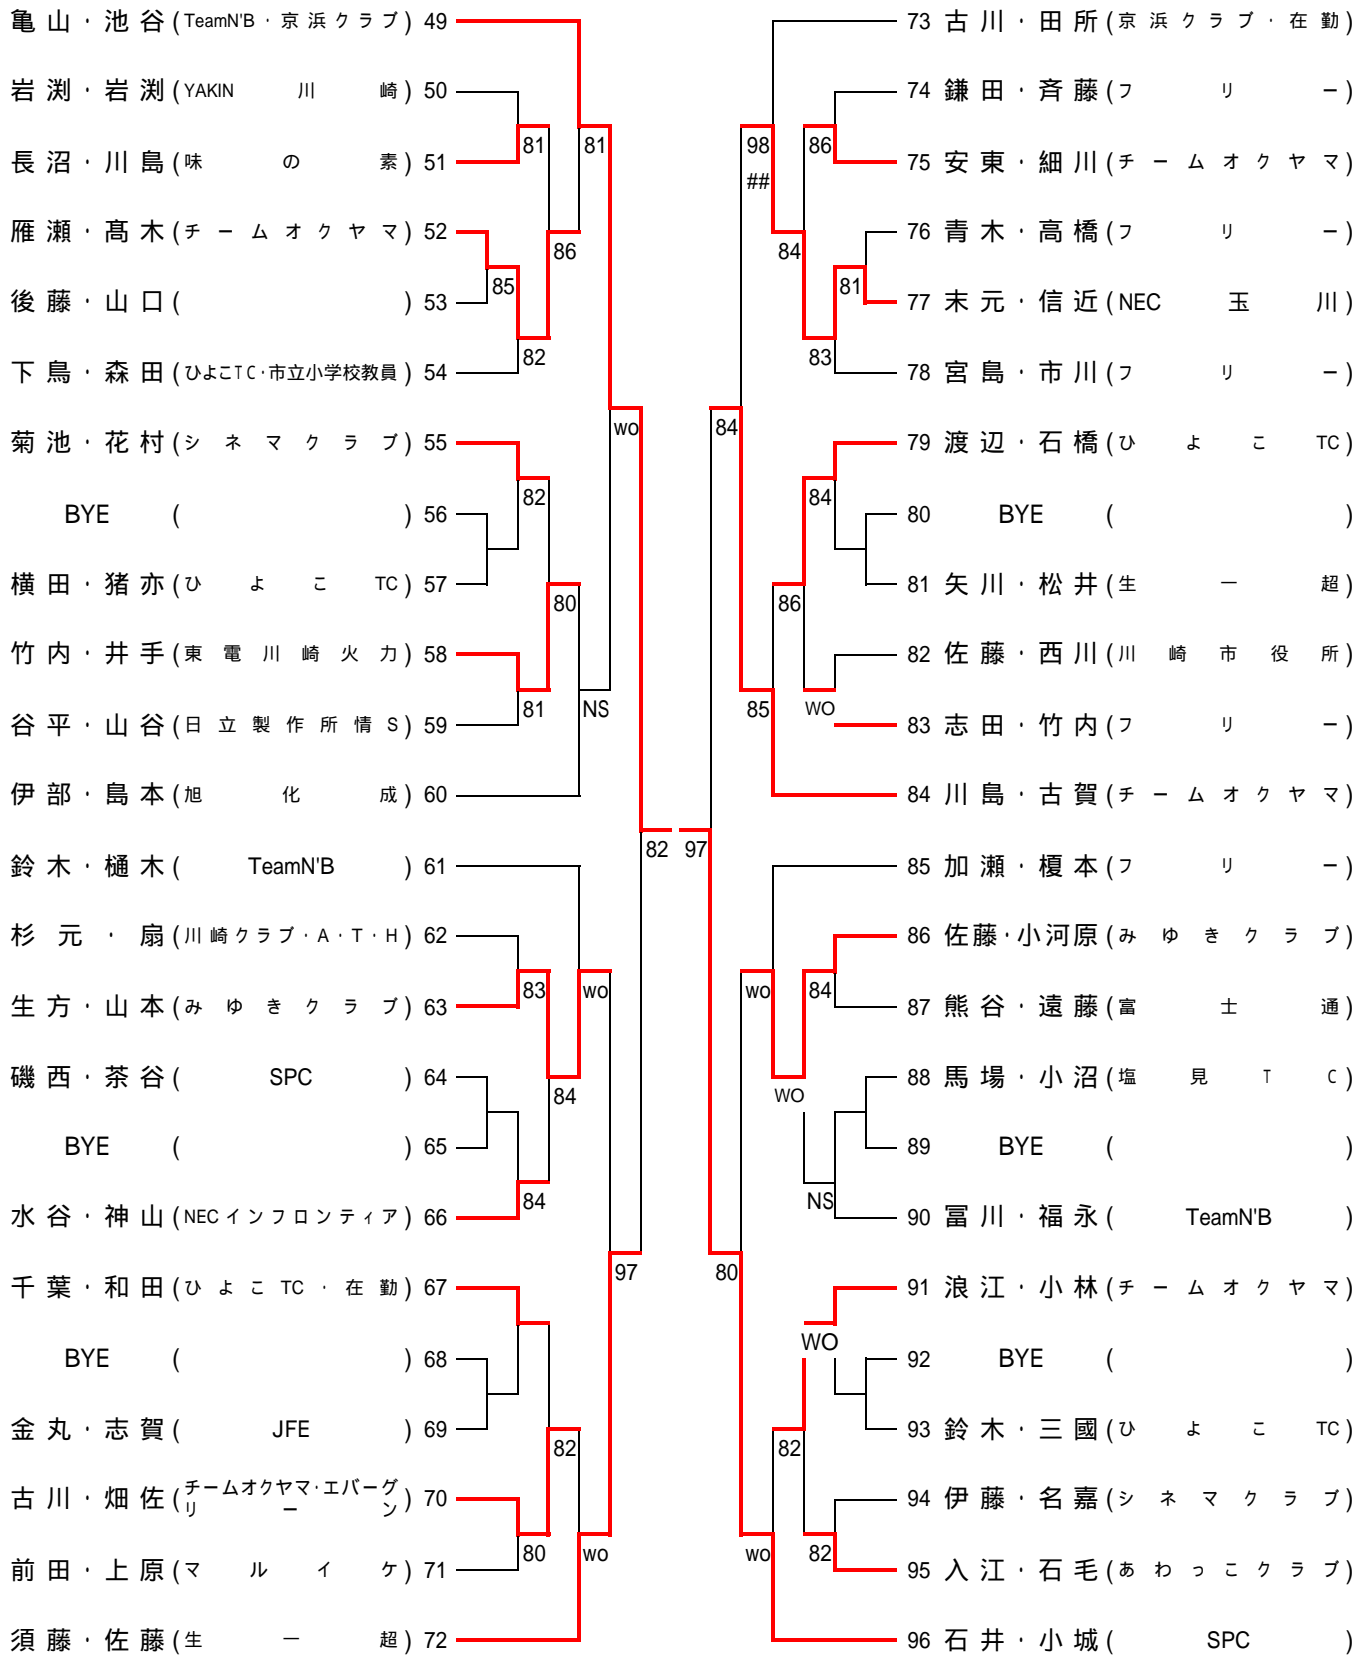 亀山・池谷(TeamN'B・京浜クラブ) 49
岩渕・岩渕(YAKIN 川崎) 50
81
81
長沼・川島(味の素) 51
雁瀬・髙木(チームオクヤマ) 52
86
85
後藤・山口( ) 53
82
下鳥・森田(ひよこTC・市立小学校教員) 54
wo
菊池・花村(シネマクラブ) 55
82
BYE ( ) 56
横田・猪亦(ひよこTC) 57
80
竹内・井手(東電川崎火力) 58
81
NS
谷平・山谷(日立製作所情S) 59
伊部・島本(旭化成) 60
82
鈴木・樋木( TeamN'B ) 61
杉元・扇(川崎クラブ・A・T・H) 62
83
wo
生方・山本(みゆきクラブ) 63
磯西・茶谷( SPC ) 64
84
BYE ( ) 65
84
水谷・神山(NECインフロンティア) 66
97
千葉・和田(ひよこTC・在勤) 67
BYE ( ) 68
金丸・志賀( JFE ) 69
82
古川・畑佐(チームオクヤマ・エバーグリーン) 70
80
wo
前田・上原(マルイケ) 71
須藤・佐藤(生一超) 72
73 古川・田所(京浜クラブ・在勤)
74 鎌田・斉藤(フリー)
98
86
##
75 安東・細川(チームオクヤマ)
76 青木・高橋(フリー)
84
81
77 末元・信近(NEC玉川)
83
78 宮島・市川(フリー)
84
79 渡辺・石橋(ひよこTC)
84
80 BYE ( )
81 矢川・松井(生一超)
86
82 佐藤・西川(川崎市役所)
85
WO
83 志田・竹内(フリー)
84 川島・古賀(チームオクヤマ)
97
85 加瀬・榎本(フリー)
86 佐藤・小河原(みゆきクラブ)
wo
84
87 熊谷・遠藤(富士通)
88 馬場・小沼(塩見TC)
WO
89 BYE ( )
NS
90 冨川・福永( TeamN'B )
80
91 浪江・小林(チームオクヤマ)
WO
92 BYE ( )
93 鈴木・三國(ひよこTC)
82
94 伊藤・名嘉(シネマクラブ)
wo
82
95 入江・石毛(あわっこクラブ)
96 石井・小城( SPC )